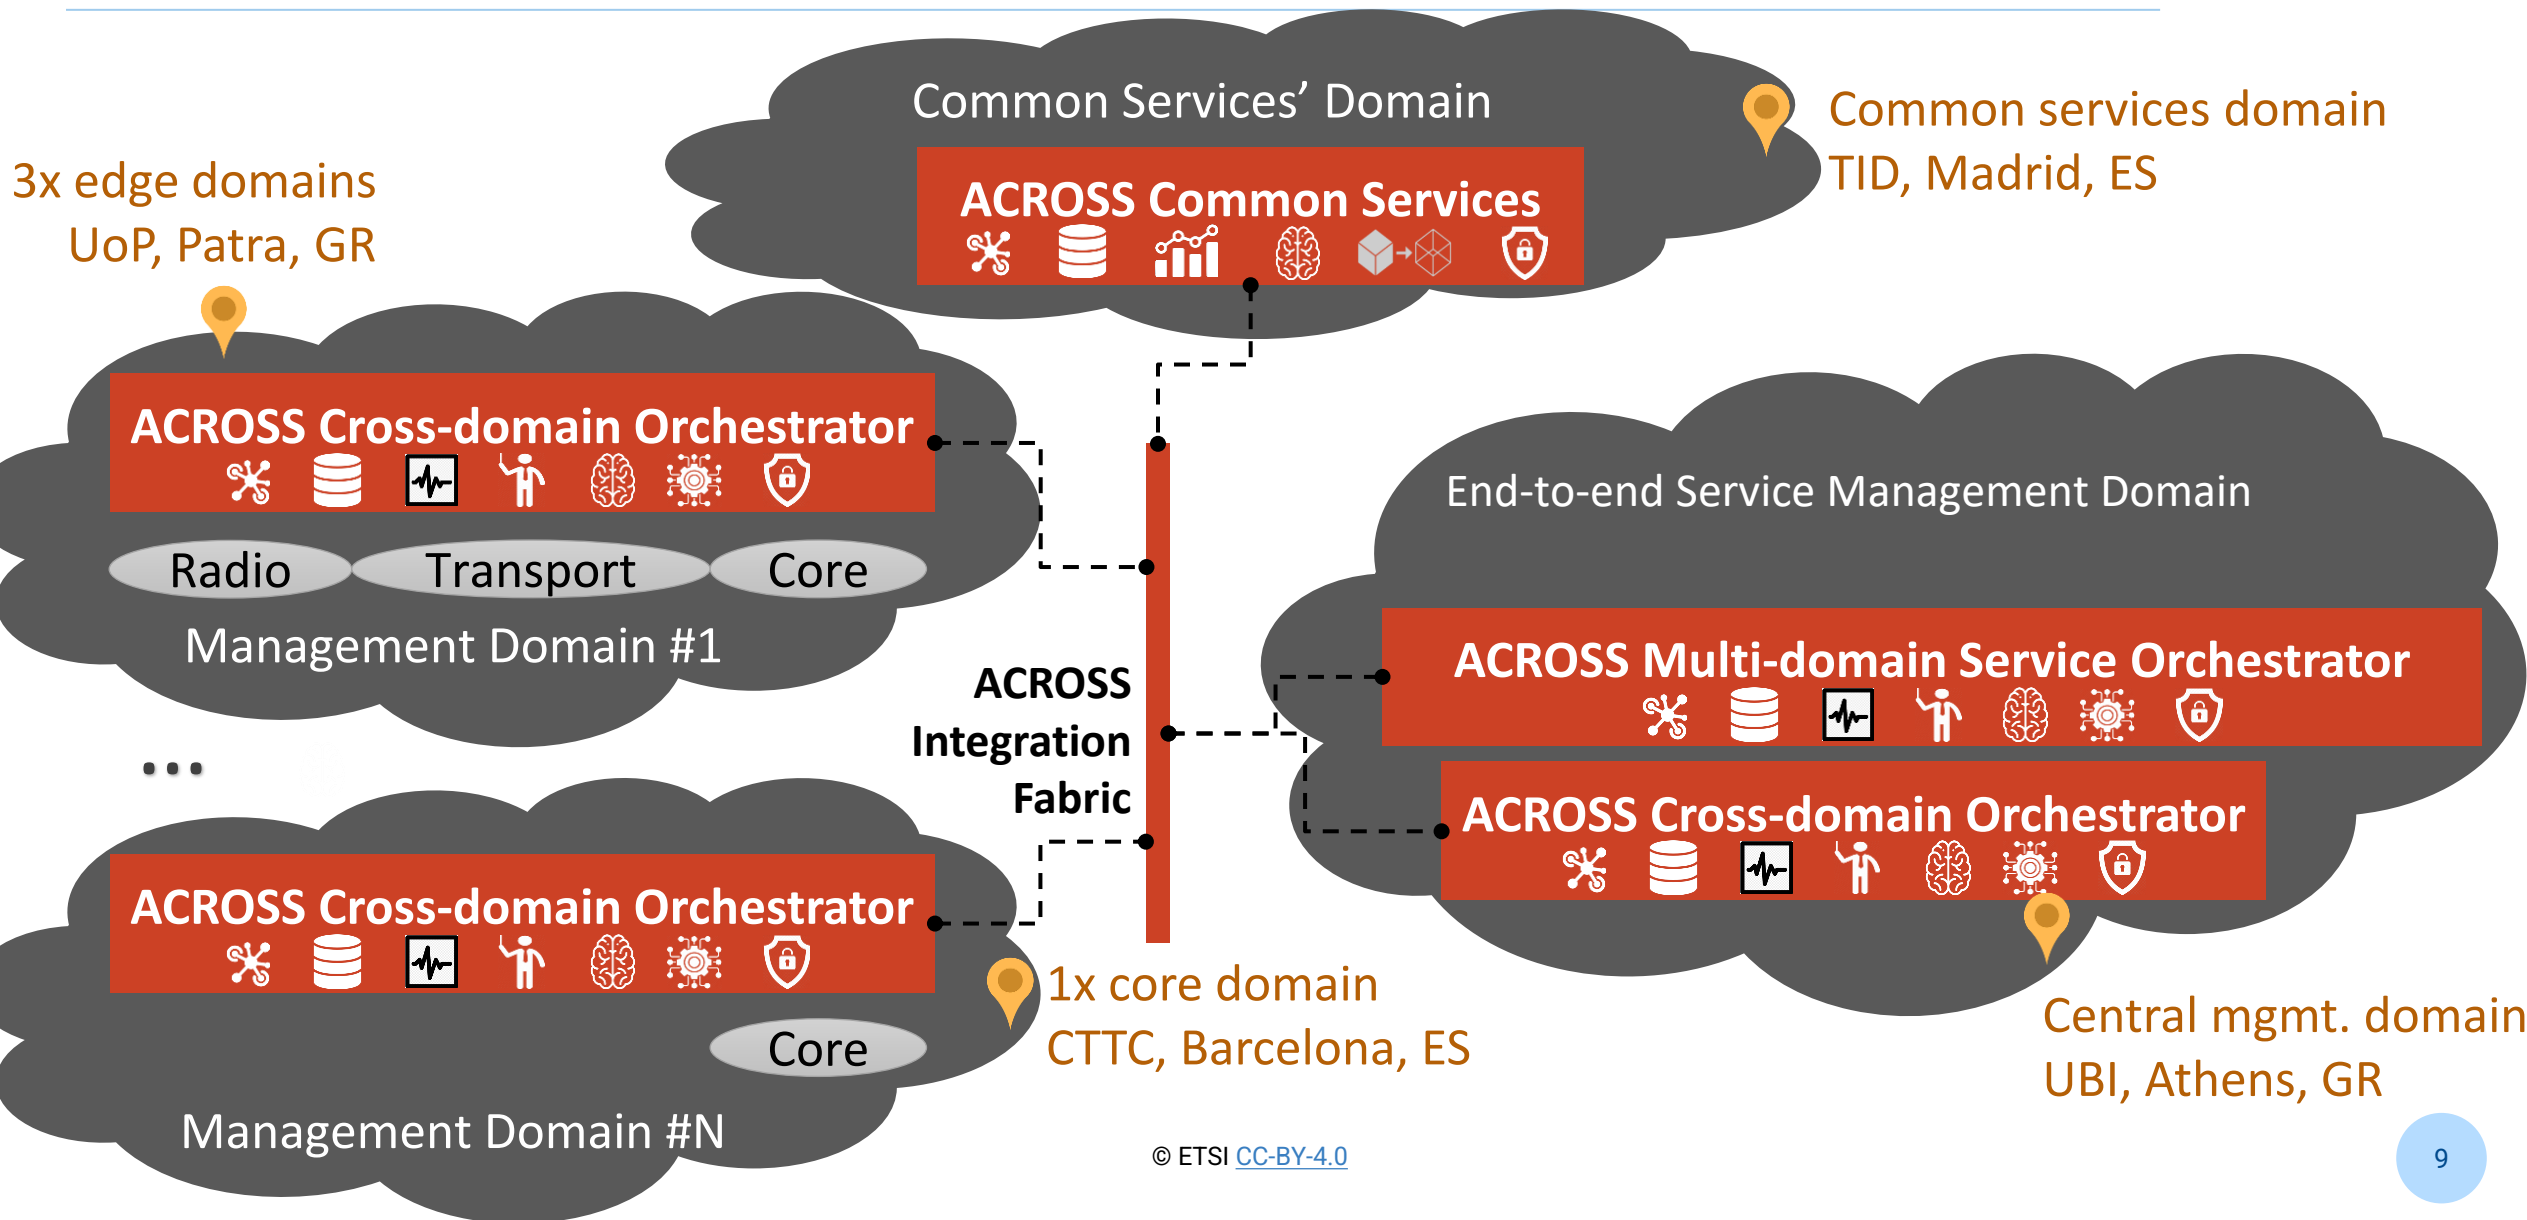 Common Services’ Domain
ACROSS Common Services
Common services domain
TID, Madrid, ES
3x edge domains
UoP, Patra, GR
ACROSS Cross-domain Orchestrator
Radio
Transport
Core
Management Domain #1
...
ACROSS
Integration
Fabric
End-to-end Service Management Domain
ACROSS Multi-domain Service Orchestrator
ACROSS Cross-domain Orchestrator
Central mgmt. domain
UBI, Athens, GR
ACROSS Cross-domain Orchestrator
Core
Management Domain #N
1x core domain
CTTC, Barcelona, ES
© ETSI CC-BY-4.0
9